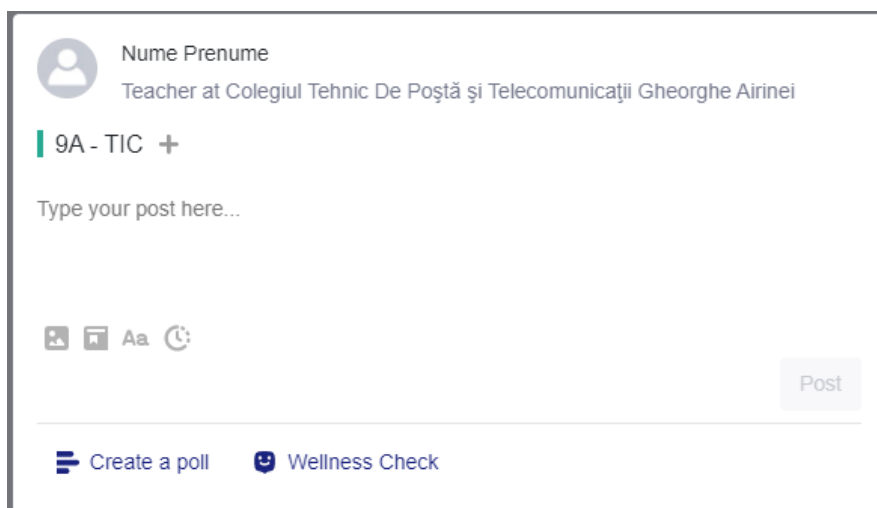 Nume Prenume
Teacher at Colegiul Tehnic De Poştă şi Telecomunicaţii Gheorghe Airinei
9A - TIC +
Type your post here...
Aa
Post
Create a poll Wellness Check